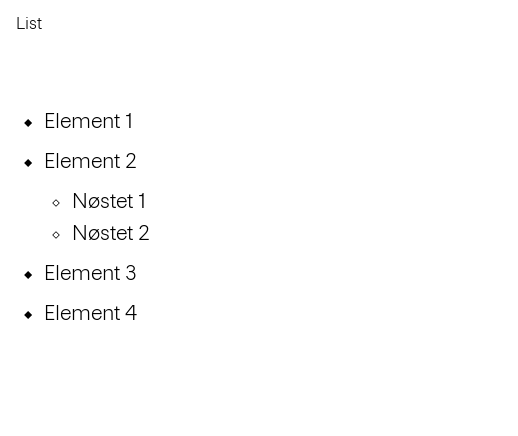 List
Element 1
Element 2
Nøstet 1
Nøstet 2
Element 3
Element 4